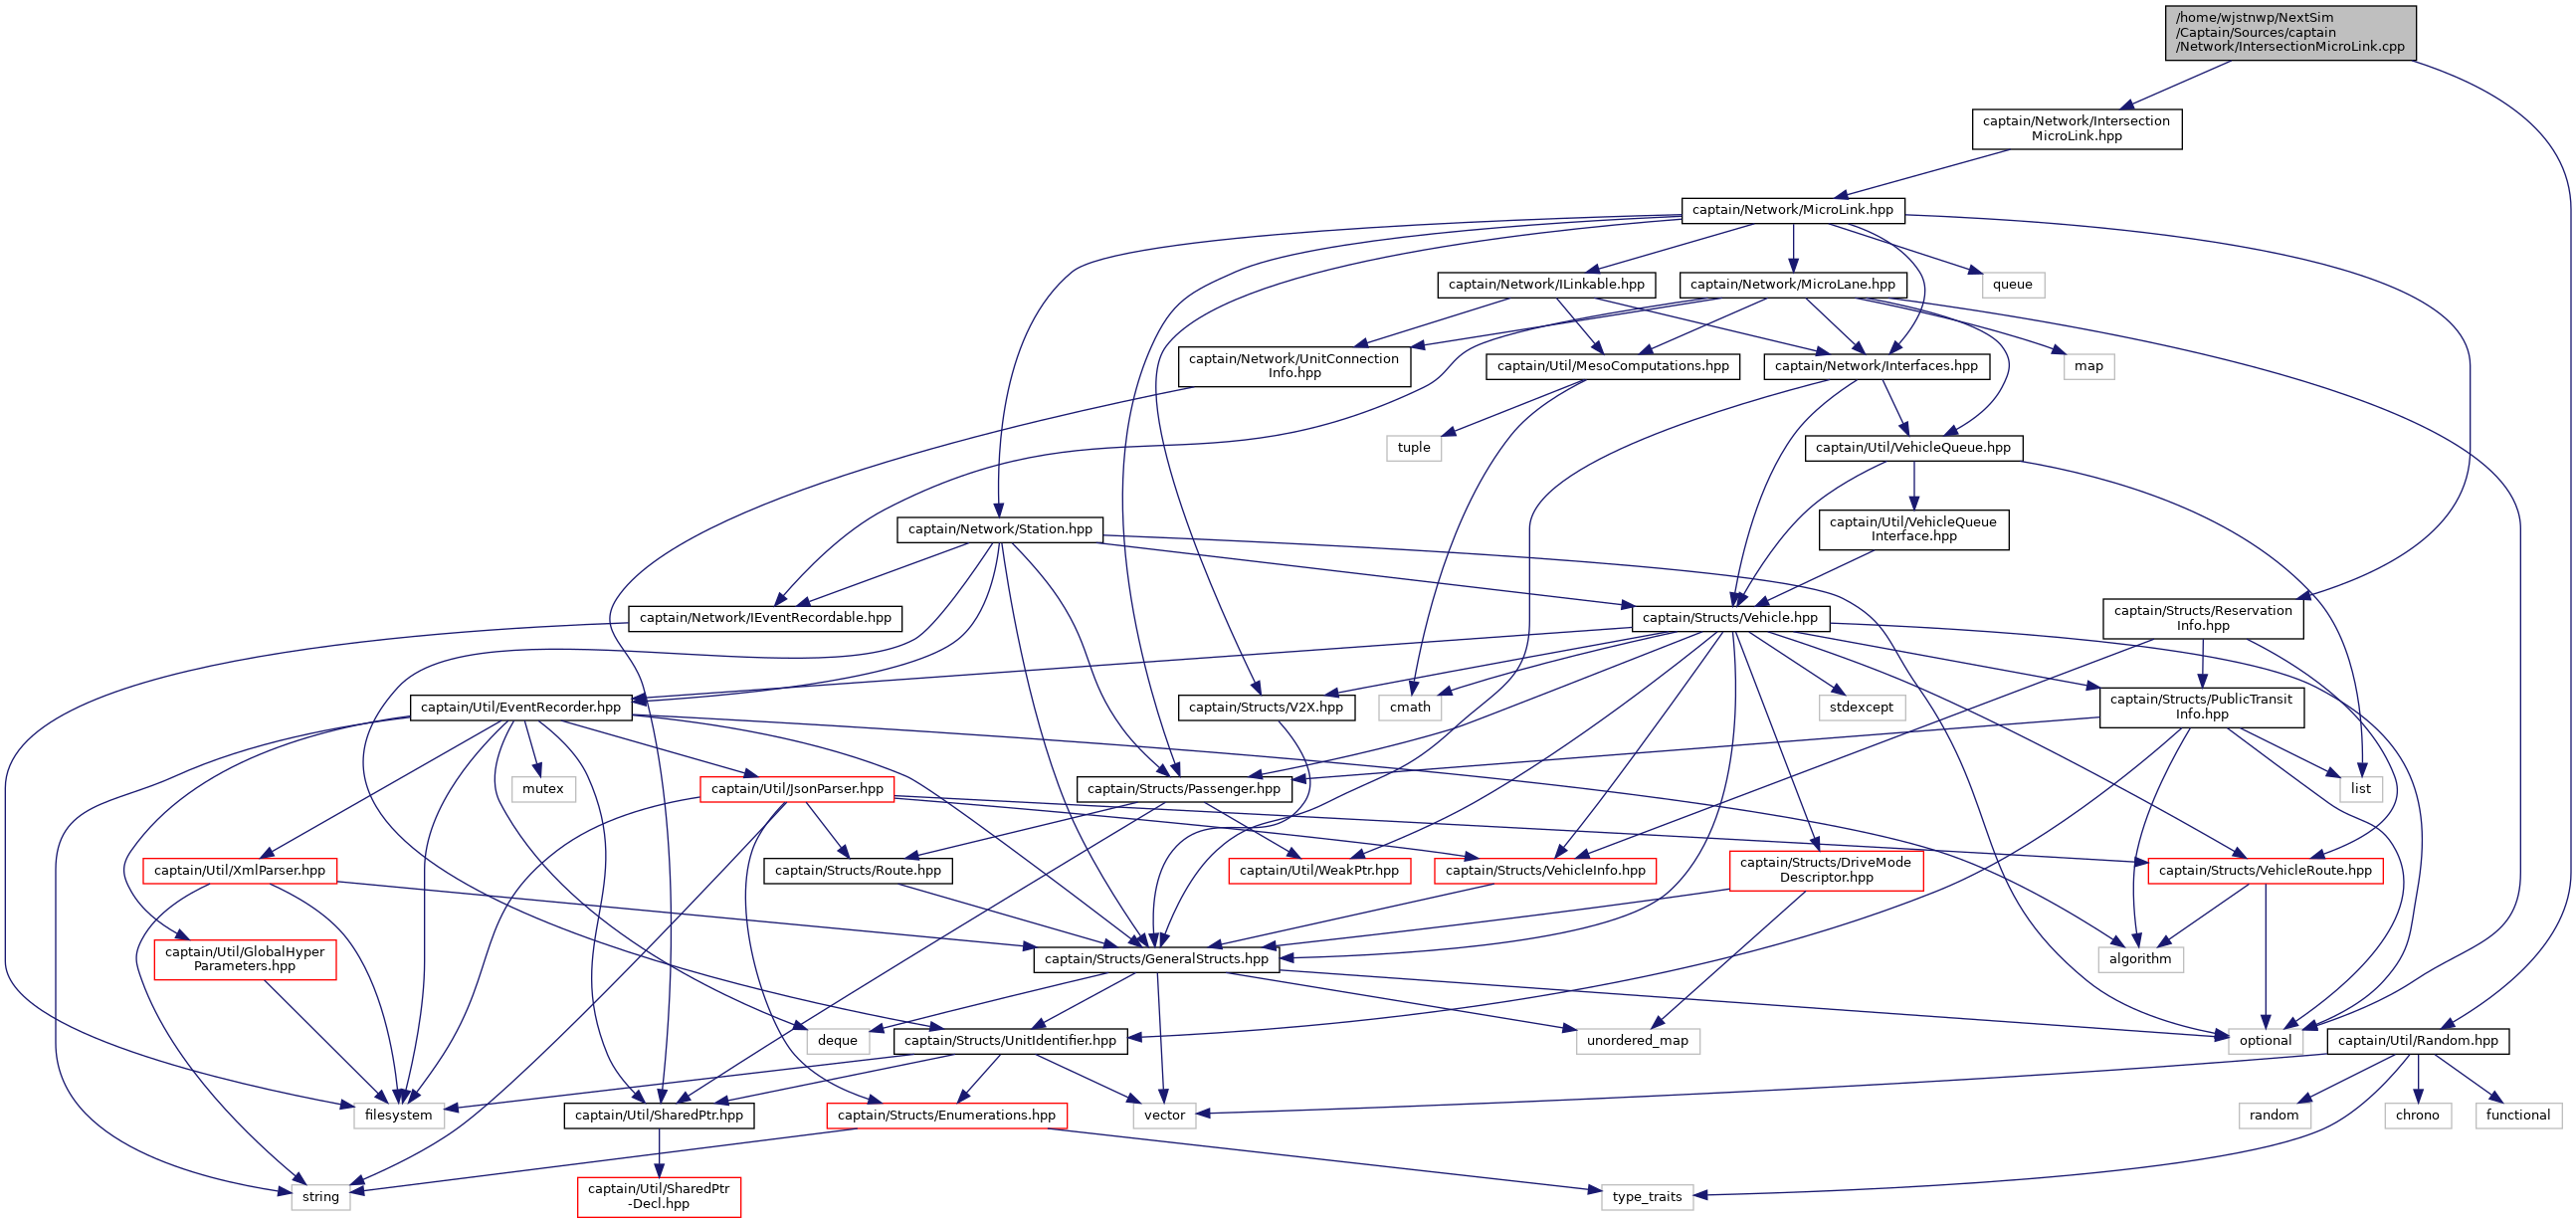 /home/wjstnwp/NextSim
/Captain/Sources/captain
/Network/IntersectionMicroLink.cpp
captain/Network/Intersection
MicroLink.hpp
captain/Network/MicroLink.hpp
captain/Network/ILinkable.hpp
captain/Network/MicroLane.hpp
queue
captain/Network/UnitConnection
Info.hpp
captain/Util/MesoComputations.hpp
captain/Network/Interfaces.hpp
map
tuple
captain/Util/VehicleQueue.hpp
captain/Network/Station.hpp
captain/Util/VehicleQueue
Interface.hpp
captain/Network/IEventRecordable.hpp
captain/Structs/Vehicle.hpp
captain/Structs/Reservation
Info.hpp
captain/Util/EventRecorder.hpp
captain/Structs/V2X.hpp
cmath
stdexcept
captain/Structs/PublicTransit
Info.hpp
mutex
captain/Util/JsonParser.hpp
captain/Structs/Passenger.hpp
list
captain/Util/XmlParser.hpp
captain/Structs/Route.hpp
captain/Util/WeakPtr.hpp
captain/Structs/VehicleInfo.hpp
captain/Structs/DriveMode
Descriptor.hpp
captain/Structs/VehicleRoute.hpp
captain/Util/GlobalHyper
Parameters.hpp
captain/Structs/GeneralStructs.hpp
algorithm
deque
captain/Structs/UnitIdentifier.hpp
unordered_map
optional
captain/Util/Random.hpp
filesystem
captain/Util/SharedPtr.hpp
captain/Structs/Enumerations.hpp
vector
random
chrono
functional
string
captain/Util/SharedPtr
-Decl.hpp
type_traits